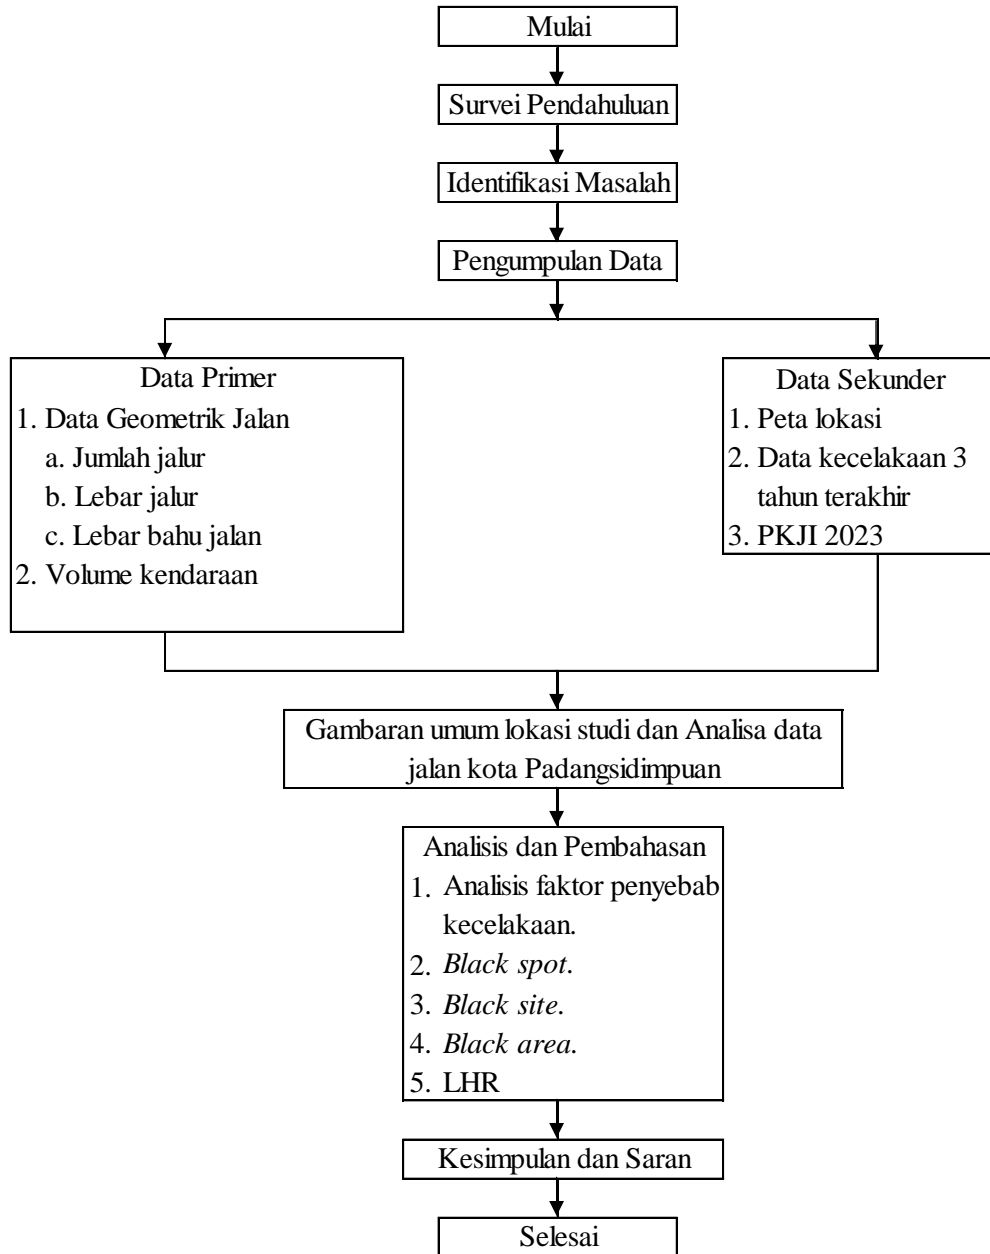 Mulai
Survei Pendahuluan
Identifikasi Masalah
Pengumpulan Data
Data Primer
1. Data Geometrik Jalan
a. Jumlah jalur
b. Lebar jalur
c. Lebar bahu jalan
2. Volume kendaraan
Data Sekunder
1. Peta lokasi
2. Data kecelakaan 3
tahun terakhir
3. PKJI 2023
Gambaran umum lokasi studi dan Analisa data
jalan kota Padangsidimpuan
Analisis dan Pembahasan
1. Analisis faktor penyebab
kecelakaan.
2. Black spot.
3. Black site.
4. Black area.
5. LHR
Kesimpulan dan Saran
Selesai